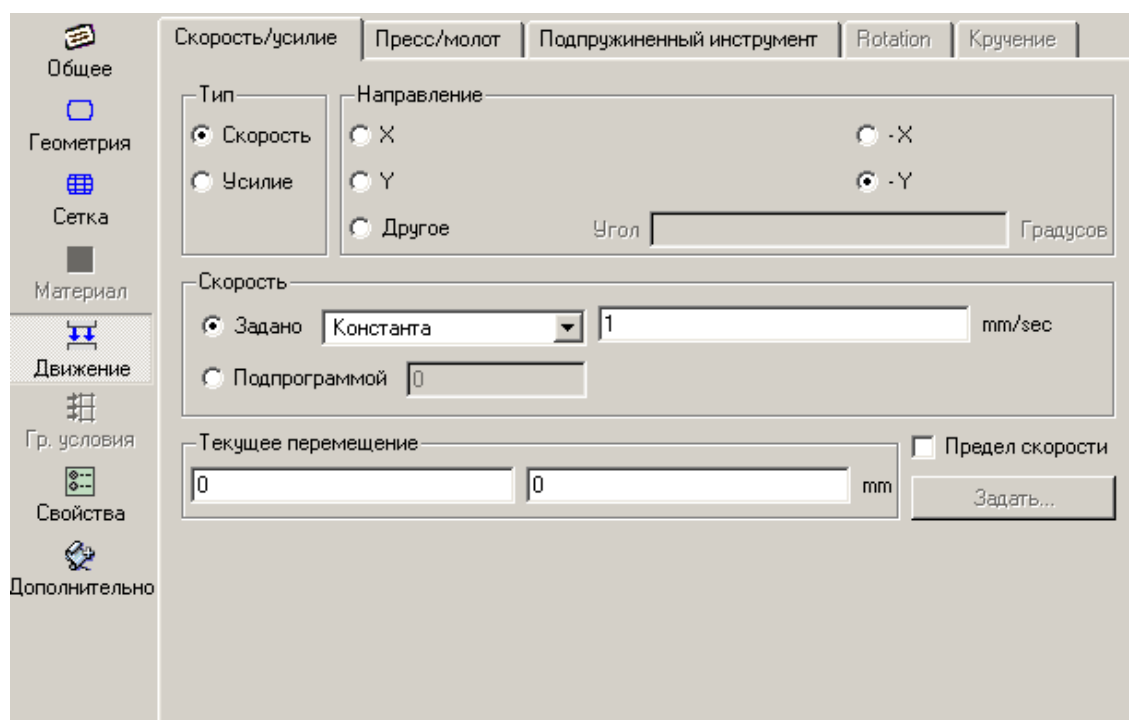 Общее
Геометрия
Сетка
Материал
Движение
Гр. условия
Свойства
Дополнительно
Скорость/усилие Пресс/молот Подпружиненный инструмент Rotation Кручение
Тип
Скорость
Усилие
Направление
X -X
Y -Y
Другое Угол Градусов
Скорость
Задано Константа 1 mm/sec
Подпрограммой 0
Текущее перемещение
0 0 mm
Предел скорости
Задать...